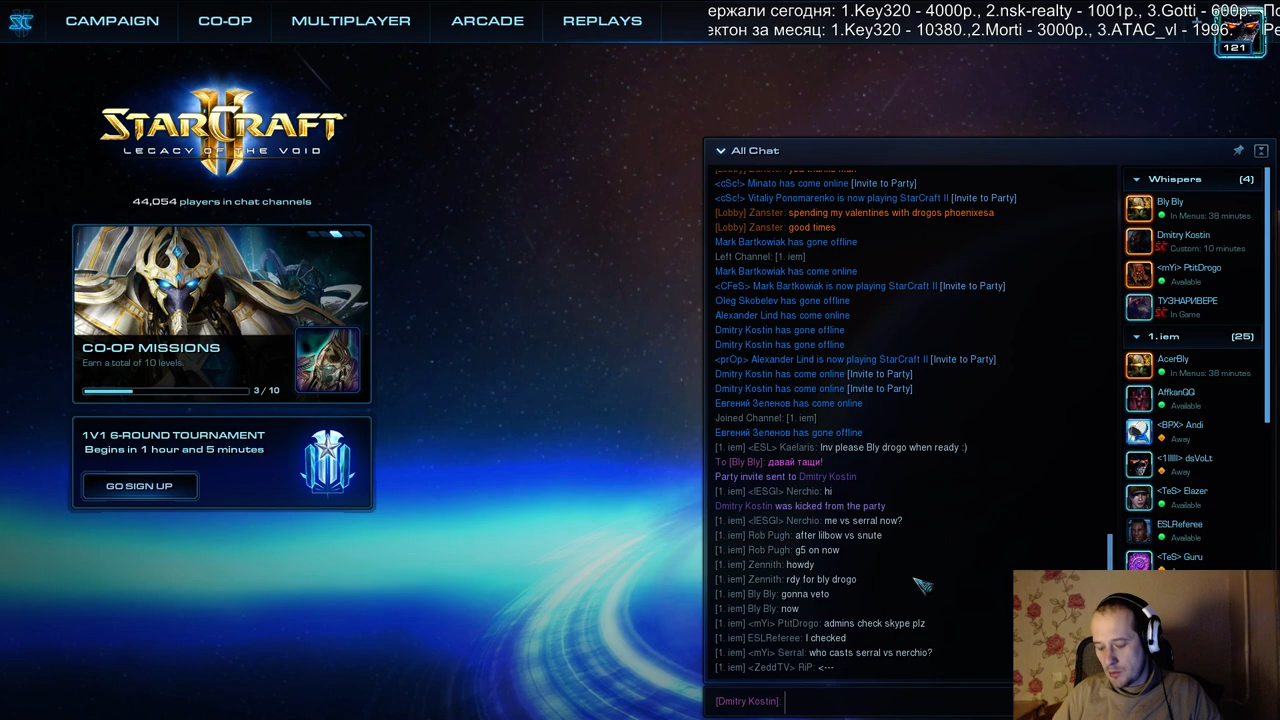 CAMPAIGN CO-OP MULTIPLAYER ARCADE REPLAYS
ержали сегодня: 1.Key320 - 4000р., 2.nsk-realty - 1001р., 3.Gotti - 600р.
ектон за месяц: 1.Key320 - 10380.,2.Morti - 3000р., 3.ATAC_vl - 1996.
121
STARCRAFT
II
LEGACY OF THE VOID
44,054 players in chat channels
CO-OP MISSIONS
Earn a total of 10 levels.
3 / 10
1V1 6-ROUND TOURNAMENT
Begins in 1 hour and 5 minutes
GO SIGN UP
All Chat
<cSc!> Minato has come online [Invite to Party]
<cSc!> Vitaliy Ponomarenko is now playing StarCraft II [Invite to Party]
[Lobby] Zanster: spending my valentines with drogos phoenixesa
[Lobby] Zanster: good times
Mark Bartkowiak has gone offline
Left Channel: [1. iem]
Mark Bartkowiak has come online
<CFeS> Mark Bartkowiak is now playing StarCraft II [Invite to Party]
Oleg Skobelev has gone offline
Alexander Lind has come online
Dmitry Kostin has gone offline
Dmitry Kostin has gone offline
<prOp> Alexander Lind is now playing StarCraft II [Invite to Party]
Dmitry Kostin has come online [Invite to Party]
Dmitry Kostin has come online [Invite to Party]
Евгений Зеленов has come online
Joined Channel: [1. iem]
Евгений Зеленов has gone offline
[1. iem] <ESL> Kaelaris: Inv please Bly drogo when ready :)
To [Bly Bly]: давай тащи!
Party invite sent to Dmitry Kostin
[1. iem] <IESGI> Nerchio: hi
Dmitry Kostin was kicked from the party
[1. iem] <IESGI> Nerchio: me vs serral now?
[1. iem] Rob Pugh: after lilbow vs snute
[1. iem] Rob Pugh: g5 on now
[1. iem] Zennith: howdy
[1. iem] Zennith: rdy for bly drogo
[1. iem] Bly Bly: gonna veto
[1. iem] Bly Bly: now
[1. iem] <mYi> PtitDrogo: admins check skype plz
[1. iem] ESLReferee: I checked
[1. iem] <mYi> Serral: who casts serral vs nerchio?
[1. iem] <ZeddTV> RiP: <---
[Dmitry Kostin]:
Whispers (4)
Bly Bly
In Menus: 38 minutes
Dmitry Kostin
Custom: 10 minutes
<mYi> PtitDrogo
Available
ТУЗНАРИВЕРЕ
In Game
1. iem (25)
AcerBly
In Menus: 38 minutes
AffkanQQ
Available
<BPX> Andi
Away
<1lllll> dsVoLt
Away
<TeS> Elazer
Available
ESLReferee
Available
<TeS> Guru